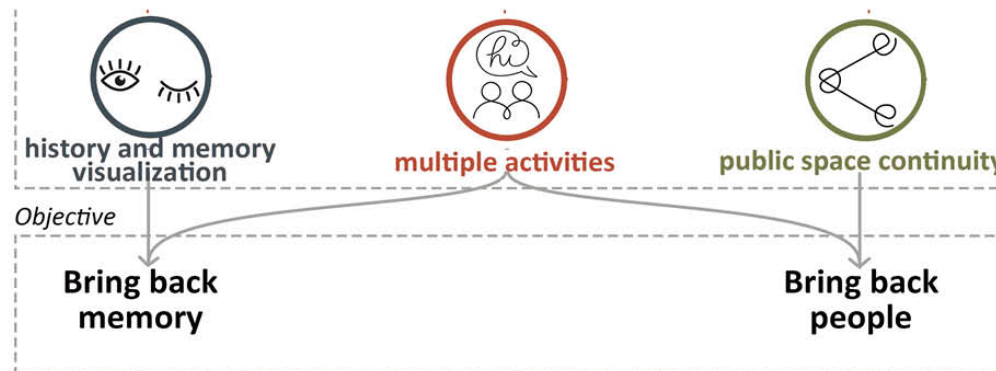 hi
history and memory
visualization
multiple activities
public space continuity
Objective
Bring back
memory
Bring back
people